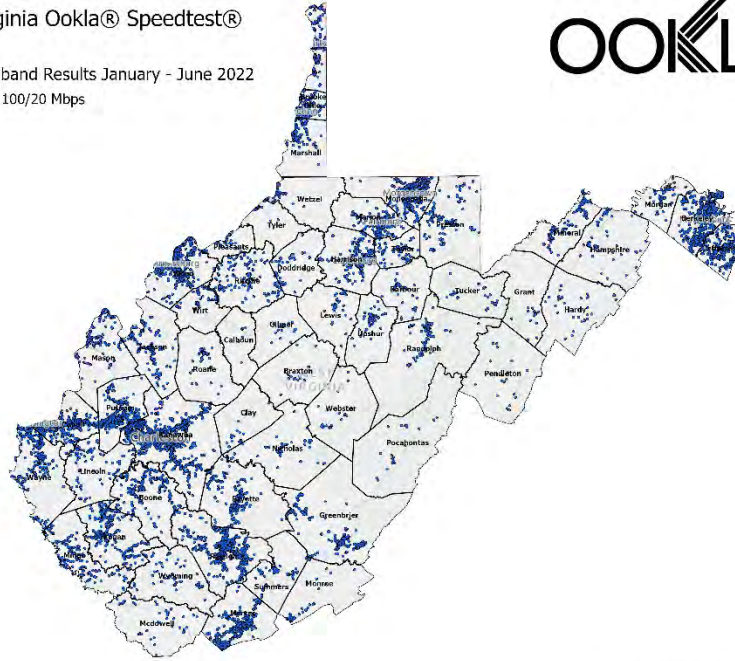 ginia Ookla® Speedtest®
OOKL
band Results January - June 2022
100/20 Mbps
Marshall
Wetzel
Tyler
Pleasants
Doddridge
Preston
Morgan
Berkeley
Mineral
Hampshire
Harrison
Taylor
Ritchie
Wirt
Barbour
Tucker
Grant
Hardy
Lewis
Gilmer
Upshur
Calhoun
Jackson
Mason
Roane
Randolph
Pendleton
Braxton
VIRGINIA
Webster
Putnam
Clay
Pocahontas
Nicholas
Wayne
Lincoln
Boone
Fayette
Greenbrier
Logan
Mingo
Wyoming
Summers
Monroe
Mcdowell
Mercer